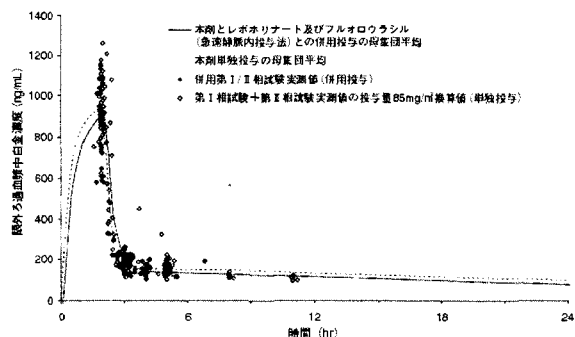 本剤とレボホリナート及びフルオロウラシル
(急速静脈内投与法)との併用投与の母集団平均
本剤単独投与の母集団平均
併用第Ⅰ/Ⅱ相試験実測値(併用投与)
第Ⅰ相試験+第Ⅱ相試験実測値の投与量85mg/㎡換算値(単独投与)
限外ろ過血漿中白金濃度(ng/mL)
1400
1200
1000
800
600
400
200
0
0 6 12 18 24
時間 (hr)